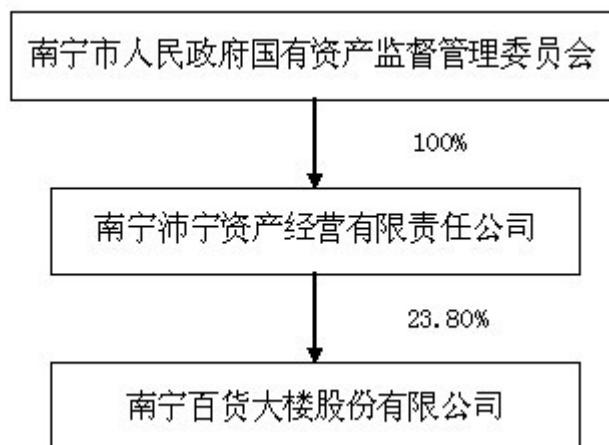 南宁市人民政府国有资产监督管理委员会
100%
南宁沛宁资产经营有限责任公司
23.80%
南宁百货大楼股份有限公司